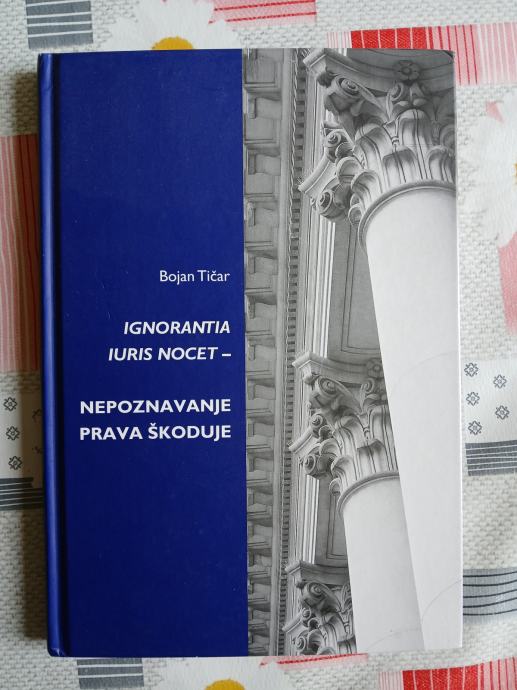 Bojan Tičar
IGNORANTIA
IURIS NOCET –
NEPOZNAVANJE
PRAVA ŠKODUJE